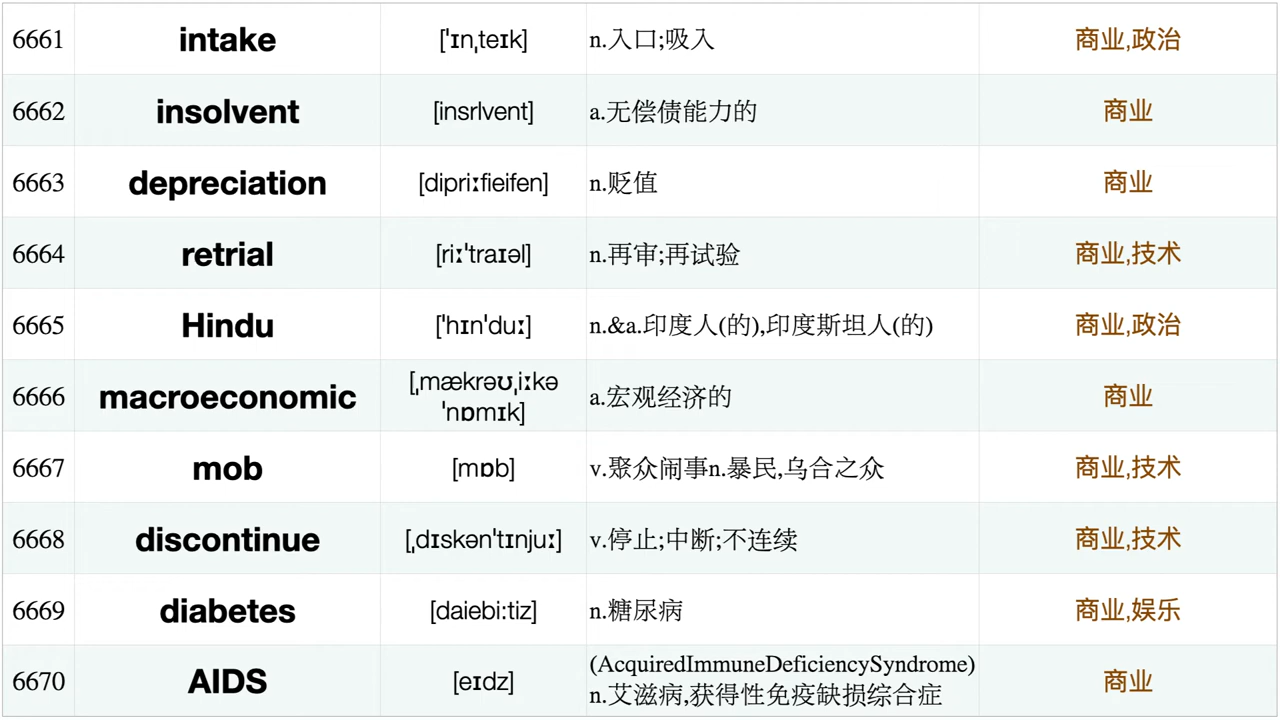 6661 intake [ˈɪnˌteɪk] n.入口;吸入 商业,政治
6662 insolvent [insrlvent] a.无偿债能力的 商业
6663 depreciation [dipriːfieifen] n.贬值 商业
6664 retrial [riːˈtraɪəl] n.再审;再试验 商业,技术
6665 Hindu [ˈhɪnˈduː] n.&a.印度人(的),印度斯坦人(的) 商业,政治
6666 macroeconomic [ˌmækrəʊˌiːkə
ˈnɒmɪk] a.宏观经济的 商业
6667 mob [mɒb] v.聚众闹事n.暴民,乌合之众 商业,技术
6668 discontinue [ˌdɪskənˈtɪnjuː] v.停止;中断;不连续 商业,技术
6669 diabetes [daiebi:tiz] n.糖尿病 商业,娱乐
6670 AIDS [eɪdz] (AcquiredImmuneDeficiencySyndrome)
n.艾滋病,获得性免疫缺损综合症 商业